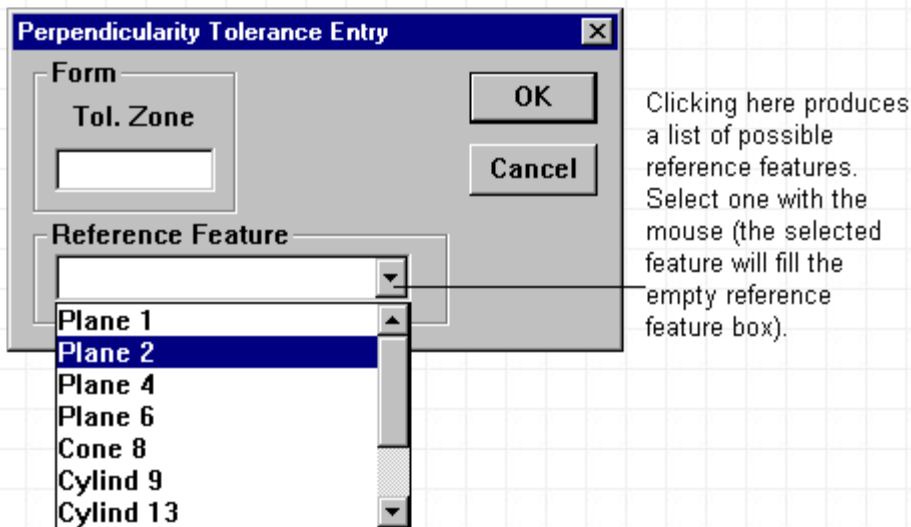 Perpendicularity Tolerance Entry
Form
Tol. Zone
OK
Cancel
Reference Feature
Plane 1
Plane 2
Plane 4
Plane 6
Cone 8
Cylind 9
Cylind 13
Clicking here produces
a list of possible
reference features.
Select one with the
mouse (the selected
feature will fill the
empty reference
feature box).